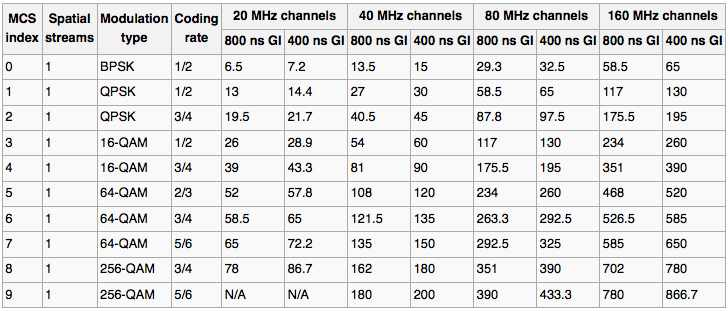 MCS index Spatial streams Modulation type Coding rate 20 MHz channels 40 MHz channels 80 MHz channels 160 MHz channels
800 ns GI 400 ns GI 800 ns GI 400 ns GI 800 ns GI 400 ns GI 800 ns GI 400 ns GI
0 1 BPSK 1/2 6.5 7.2 13.5 15 29.3 32.5 58.5 65
1 1 QPSK 1/2 13 14.4 27 30 58.5 65 117 130
2 1 QPSK 3/4 19.5 21.7 40.5 45 87.8 97.5 175.5 195
3 1 16-QAM 1/2 26 28.9 54 60 117 130 234 260
4 1 16-QAM 3/4 39 43.3 81 90 175.5 195 351 390
5 1 64-QAM 2/3 52 57.8 108 120 234 260 468 520
6 1 64-QAM 3/4 58.5 65 121.5 135 263.3 292.5 526.5 585
7 1 64-QAM 5/6 65 72.2 135 150 292.5 325 585 650
8 1 256-QAM 3/4 78 86.7 162 180 351 390 702 780
9 1 256-QAM 5/6 N/A N/A 180 200 390 433.3 780 866.7